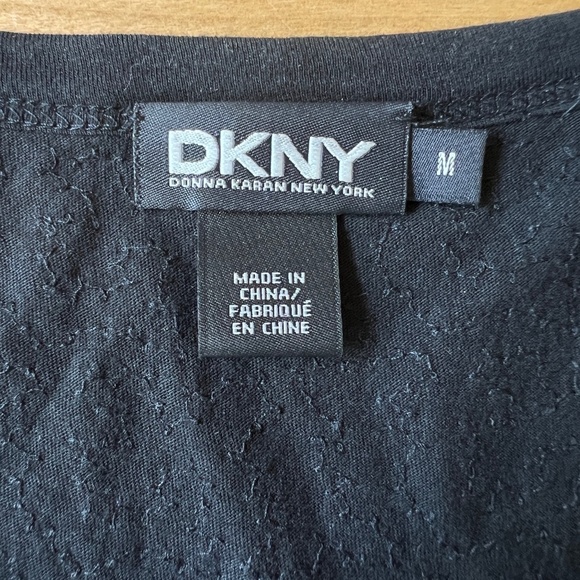 DKNY
DONNA KARAN NEW YORK
M
MADE IN
CHINA/
FABRIQUÉ
EN CHINE